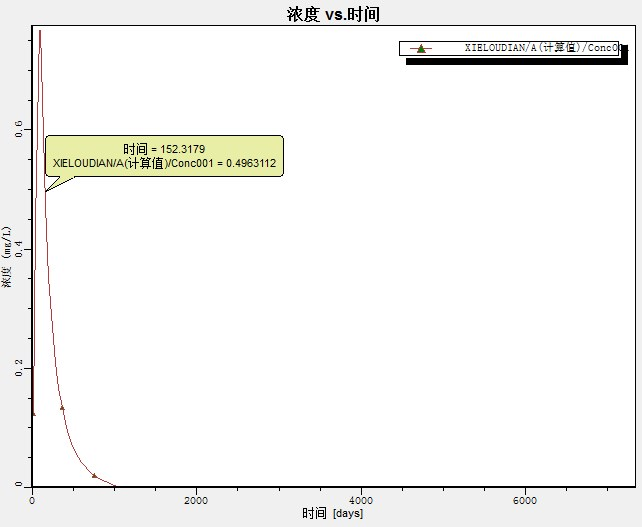 浓度 vs.时间
XIELOUDIAN/A(计算值)/Conc001
时间 = 152.3179
XIELOUDIAN/A(计算值)/Conc001 = 0.4963112
浓度 (mg/L)
0.6
0.4
0.2
0
0
2000
4000
6000
时间 [days]